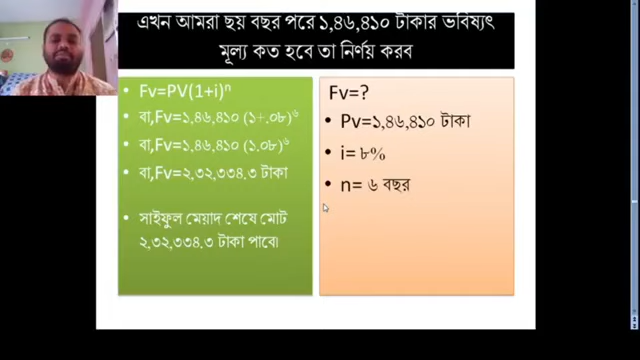 এখন আমরা ছয় বছর পরে ১,৪৬,৪১০ টাকার ভবিষ্যৎ
মূল্য কত হবে তা নির্ণয় করব
Fv=PV(1+i)ⁿ
বা,Fv=১,৪৬,৪১০ (১+.০৮)⁶
বা,Fv=১,৪৬,৪১০ (১.০৮)⁶
বা,Fv=২,৩২,৩৩৪.৩ টাকা
সাইফুল মেয়াদ শেষে মোট
২,৩২,৩৩৪.৩ টাকা পাবে।
Fv=?
Pv=১,৪৬,৪১০ টাকা
i= ৮%
n= ৬ বছর